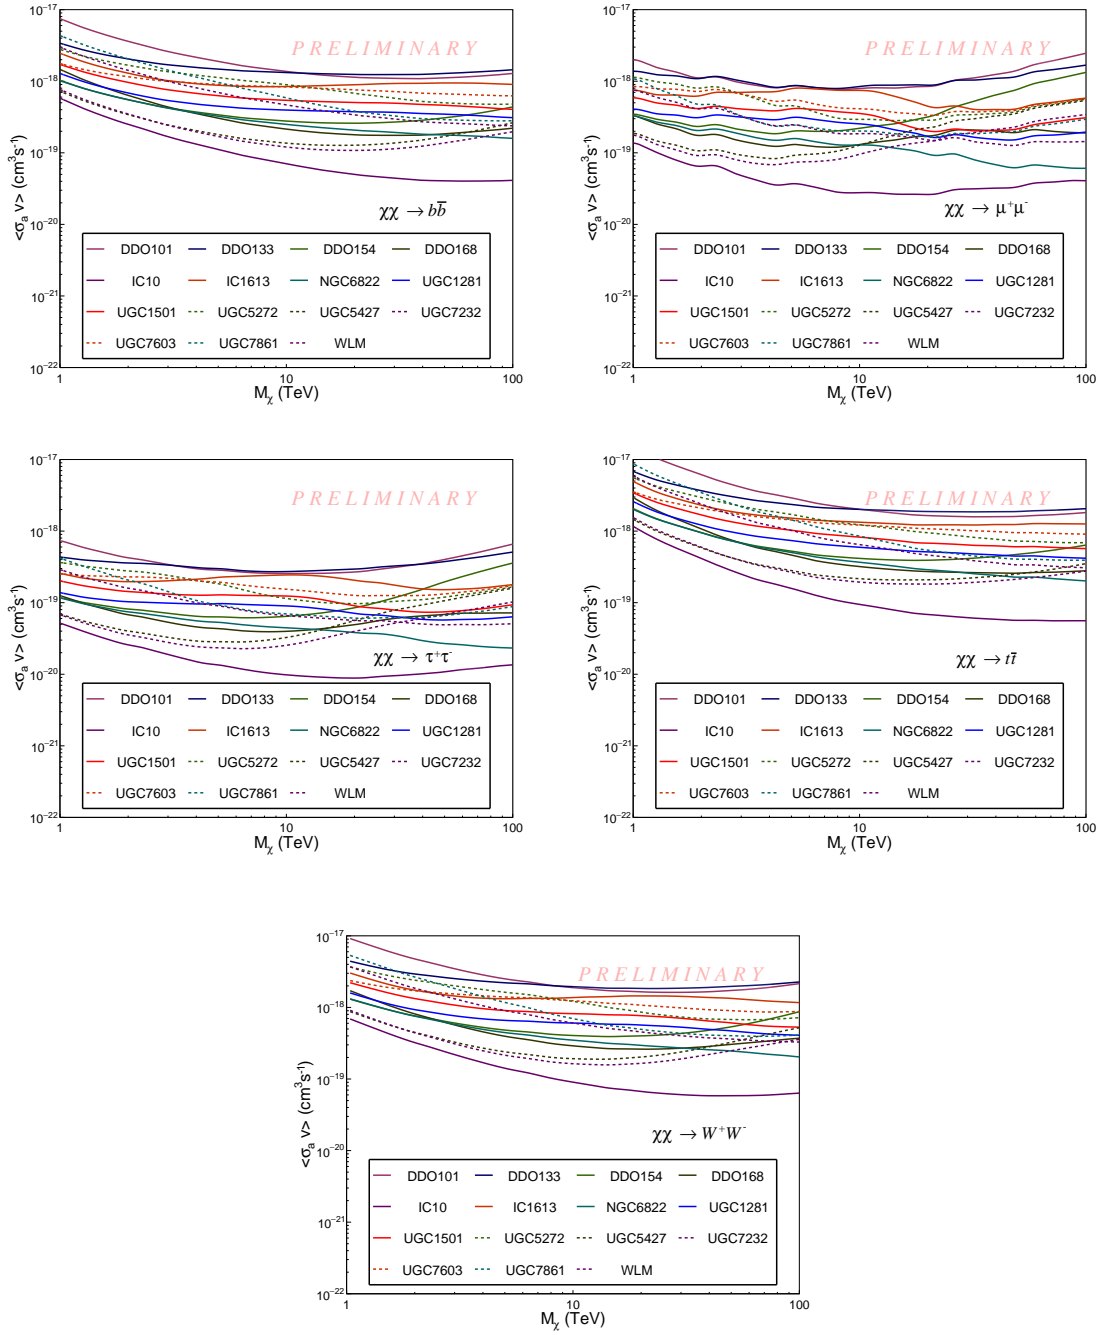 10⁻¹⁷ 10⁻¹⁸ 10⁻¹⁹ 10⁻²⁰ 10⁻²¹ 10⁻²²
<σₐ v> (cm³s⁻¹)
PRELIMINARY
χχ → bb̅
DDO101 DDO133 DDO154 DDO168
IC10 IC1613 NGC6822 UGC1281
UGC1501 UGC5272 UGC5427 UGC7232
UGC7603 UGC7861 WLM
1 10 100
M_χ (TeV)
10⁻¹⁷ 10⁻¹⁸ 10⁻¹⁹ 10⁻²⁰ 10⁻²¹ 10⁻²²
<σₐ v> (cm³s⁻¹)
PRELIMINARY
χχ → μ⁺μ⁻
DDO101 DDO133 DDO154 DDO168
IC10 IC1613 NGC6822 UGC1281
UGC1501 UGC5272 UGC5427 UGC7232
UGC7603 UGC7861 WLM
1 10 100
M_χ (TeV)
10⁻¹⁷ 10⁻¹⁸ 10⁻¹⁹ 10⁻²⁰ 10⁻²¹ 10⁻²²
<σₐ v> (cm³s⁻¹)
PRELIMINARY
χχ → τ⁺τ⁻
DDO101 DDO133 DDO154 DDO168
IC10 IC1613 NGC6822 UGC1281
UGC1501 UGC5272 UGC5427 UGC7232
UGC7603 UGC7861 WLM
1 10 100
M_χ (TeV)
10⁻¹⁷ 10⁻¹⁸ 10⁻¹⁹ 10⁻²⁰ 10⁻²¹ 10⁻²²
<σₐ v> (cm³s⁻¹)
PRELIMINARY
χχ → tt̅
DDO101 DDO133 DDO154 DDO168
IC10 IC1613 NGC6822 UGC1281
UGC1501 UGC5272 UGC5427 UGC7232
UGC7603 UGC7861 WLM
1 10 100
M_χ (TeV)
10⁻¹⁷ 10⁻¹⁸ 10⁻¹⁹ 10⁻²⁰ 10⁻²¹ 10⁻²²
<σₐ v> (cm³s⁻¹)
PRELIMINARY
χχ → W⁺W⁻
DDO101 DDO133 DDO154 DDO168
IC10 IC1613 NGC6822 UGC1281
UGC1501 UGC5272 UGC5427 UGC7232
UGC7603 UGC7861 WLM
1 10 100
M_χ (TeV)